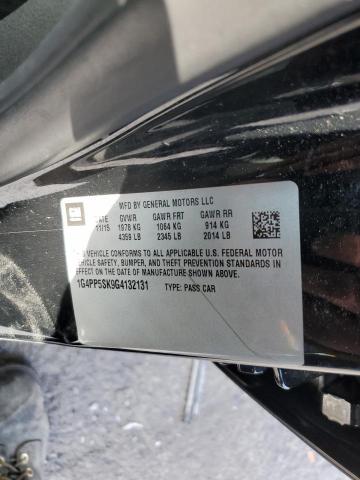 GM
MFD BY GENERAL MOTORS LLC
DATE GVWR GAWR FRT GAWR RR
11/15 1978 KG 1064 KG 914 KG
4359 LB 2345 LB 2014 LB
THIS VEHICLE CONFORMS TO ALL APPLICABLE U.S. FEDERAL MOTOR
VEHICLE SAFETY, BUMPER, AND THEFT PREVENTION STANDARDS
IN EFFECT ON THE DATE OF MANUFACTURE SHOWN ABOVE.
1G4PP5SK9G4132131 TYPE: PASS CAR